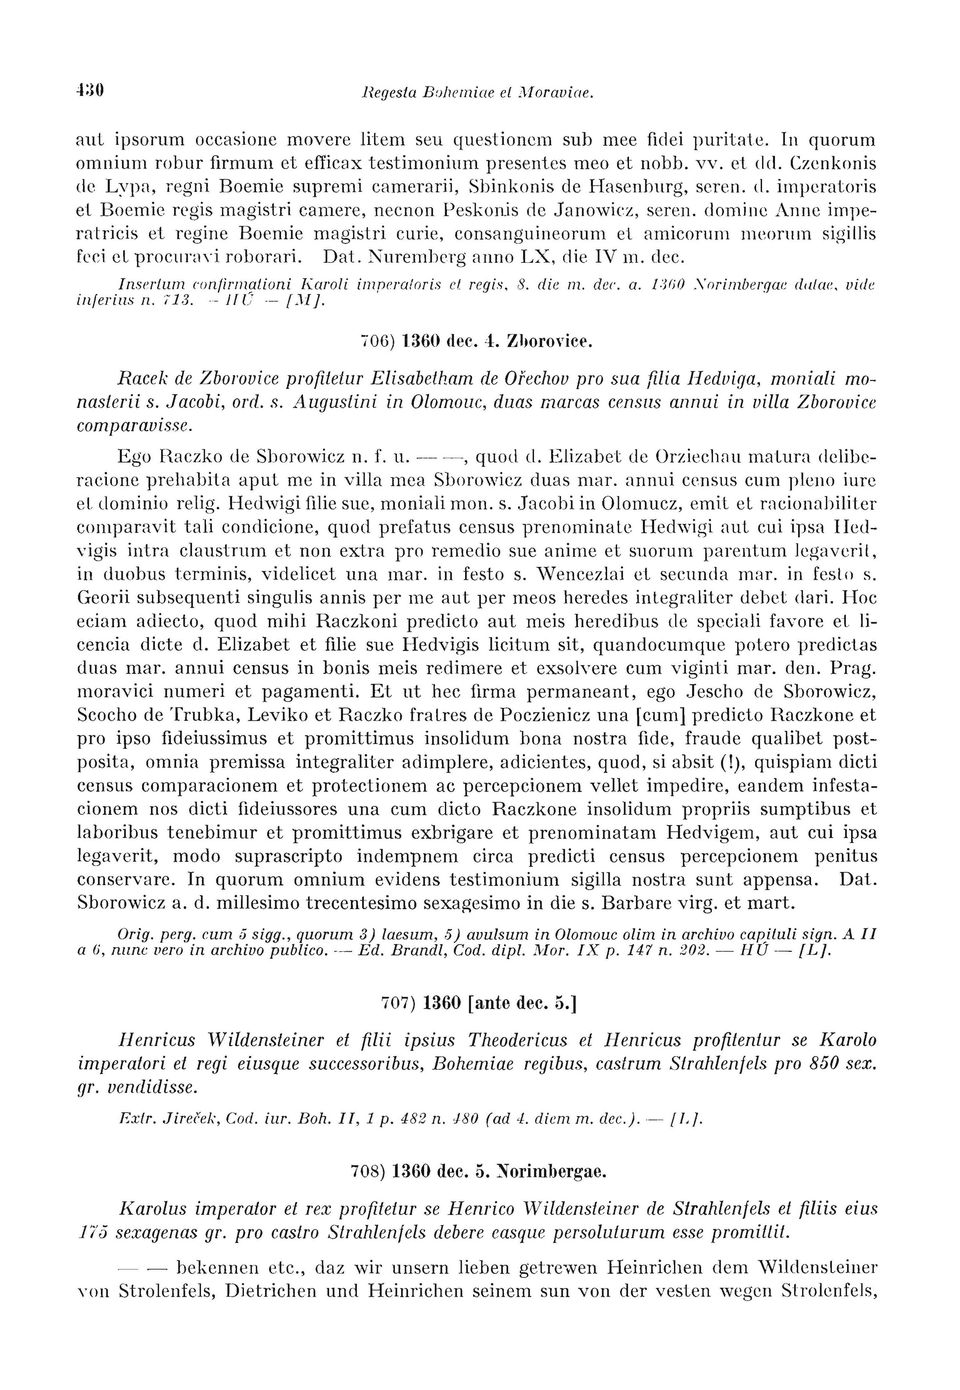 430
Regesta Bohemiae et Moraviae.
aut ipsorum occasione movere litem seu questionem sub mee fidei puritate. In quorum
omnium robur firmum et efficax testimonium presentes meo et nobb. vv. et dd. Czenkonis
de Lypa, regni Boemie supremi camerarii, Sbinkonis de Hasenburg, seren. d. imperatoris
et Boemie regis magistri camere, necnon Peskonis de Janowicz, seren. domine Anne impe-
ratricis et regine Boemie magistri curie, consanguineorum et amicorum meorum sigillis
feci et procuravi roborari. Dat. Nuremberg anno LX, die IV m. dec.
Insertum confirmationi Karoli imperatoris et regis, 8. die m. dec. a. 1360 Norimbergae datae, vide
inferius n. 713. — HÚ — [M].
706) 1360 dec. 4. Zborovice.
Racek de Zborovice profitetur Elisabetham de Ořechov pro sua filia Hedviga, moniali mo-
nasterii s. Jacobi, ord. s. Augustini in Olomouc, duas marcas census annui in villa Zborovice
comparavisse.
Ego Raczko de Sborowicz n. f. u. — —, quod d. Elizabet de Orziechau matura delibe-
racione prehabita aput me in villa mea Sborowicz duas mar. annui census cum pleno iure
et dominio relig. Hedwigi filie sue, moniali mon. s. Jacobi in Olomucz, emit et racionabiliter
comparavit tali condicione, quod prefatus census prenominate Hedwigi aut cui ipsa Hed-
vigis intra claustrum et non extra pro remedio sue anime et suorum parentum legaverit,
in duobus terminis, videlicet una mar. in festo s. Wencezlai et secunda mar. in festo s.
Georii subsequenti singulis annis per me aut per meos heredes integraliter debet dari. Hoc
eciam adiecto, quod mihi Raczkoni predicto aut meis heredibus de speciali favore et li-
cencia dicte d. Elizabet et filie sue Hedvigis licitum sit, quandocumque potero predictas
duas mar. annui census in bonis meis redimere et exsolvere cum viginti mar. den. Prag.
moravici numeri et pagamenti. Et ut hec firma permaneant, ego Jescho de Sborowicz,
Scocho de Trubka, Leviko et Raczko fratres de Poczienicz una [cum] predicto Raczkone et
pro ipso fideiussimus et promittimus insolidum bona nostra fide, fraude qualibet post-
posita, omnia premissa integraliter adimplere, adicientes, quod, si absit (!), quispiam dicti
census comparacionem et protectionem ac percepcionem vellet impedire, eandem infesta-
cionem nos dicti fideiussores una cum dicto Raczkone insolidum propriis sumptibus et
laboribus tenebimur et promittimus exbrigare et prenominatam Hedvigem, aut cui ipsa
legaverit, modo suprascripto indempnem circa predicti census percepcionem penitus
conservare. In quorum omnium evidens testimonium sigilla nostra sunt appensa. Dat.
Sborowicz a. d. millesimo trecentesimo sexagesimo in die s. Barbare virg. et mart.
Orig. perg. cum 5 sigg., quorum 3) laesum, 5) avulsum in Olomouc olim in archivo capituli sign. A II
a 6, nunc vero in archivo publico. — Ed. Brandl, Cod. dipl. Mor. IX p. 147 n. 202. — HÚ — [L].
707) 1360 [ante dec. 5.]
Henricus Wildensteiner et filii ipsius Theodericus et Henricus profitentur se Karolo
imperatori et regi eiusque successoribus, Bohemiae regibus, castrum Strahlenfels pro 850 sex.
gr. vendidisse.
Extr. Jireček, Cod. iur. Boh. II, 1 p. 482 n. 480 (ad 4. diem m. dec.). — [L].
708) 1360 dec. 5. Norimbergae.
Karolus imperator et rex profitetur se Henrico Wildensteiner de Strahlenfels et filiis eius
175 sexagenas gr. pro castro Strahlenfels debere easque persoluturum esse promittit.
— — bekennen etc., daz wir unsern lieben getrewen Heinrichen dem Wildensteiner
von Strolenfels, Dietrichen und Heinrichen seinem sun von der vesten wegen Strolenfels,